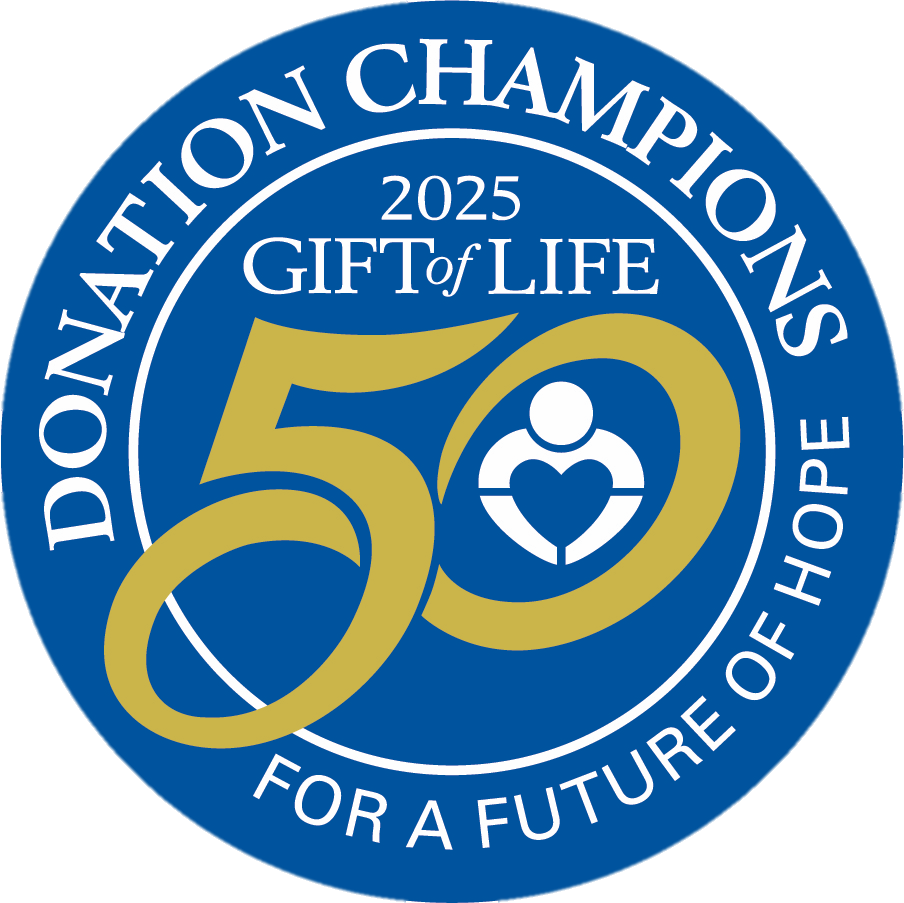 DONATION CHAMPIONS
2025
GIFT of LIFE
50
FOR A FUTURE OF HOPE